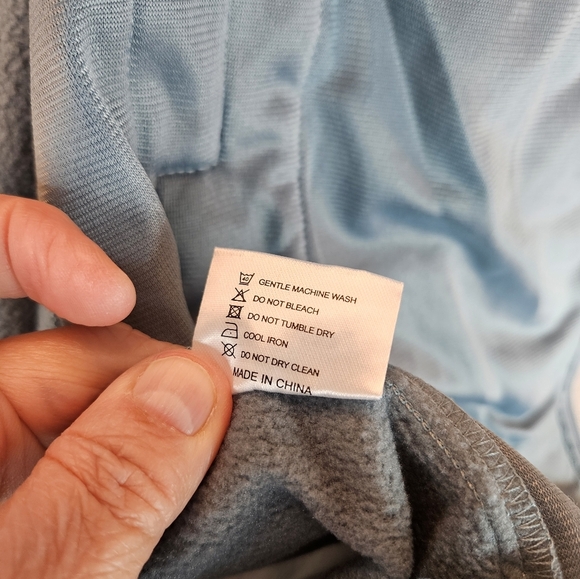 40 GENTLE MACHINE WASH
DO NOT BLEACH
DO NOT TUMBLE DRY
COOL IRON
DO NOT DRY CLEAN
MADE IN CHINA